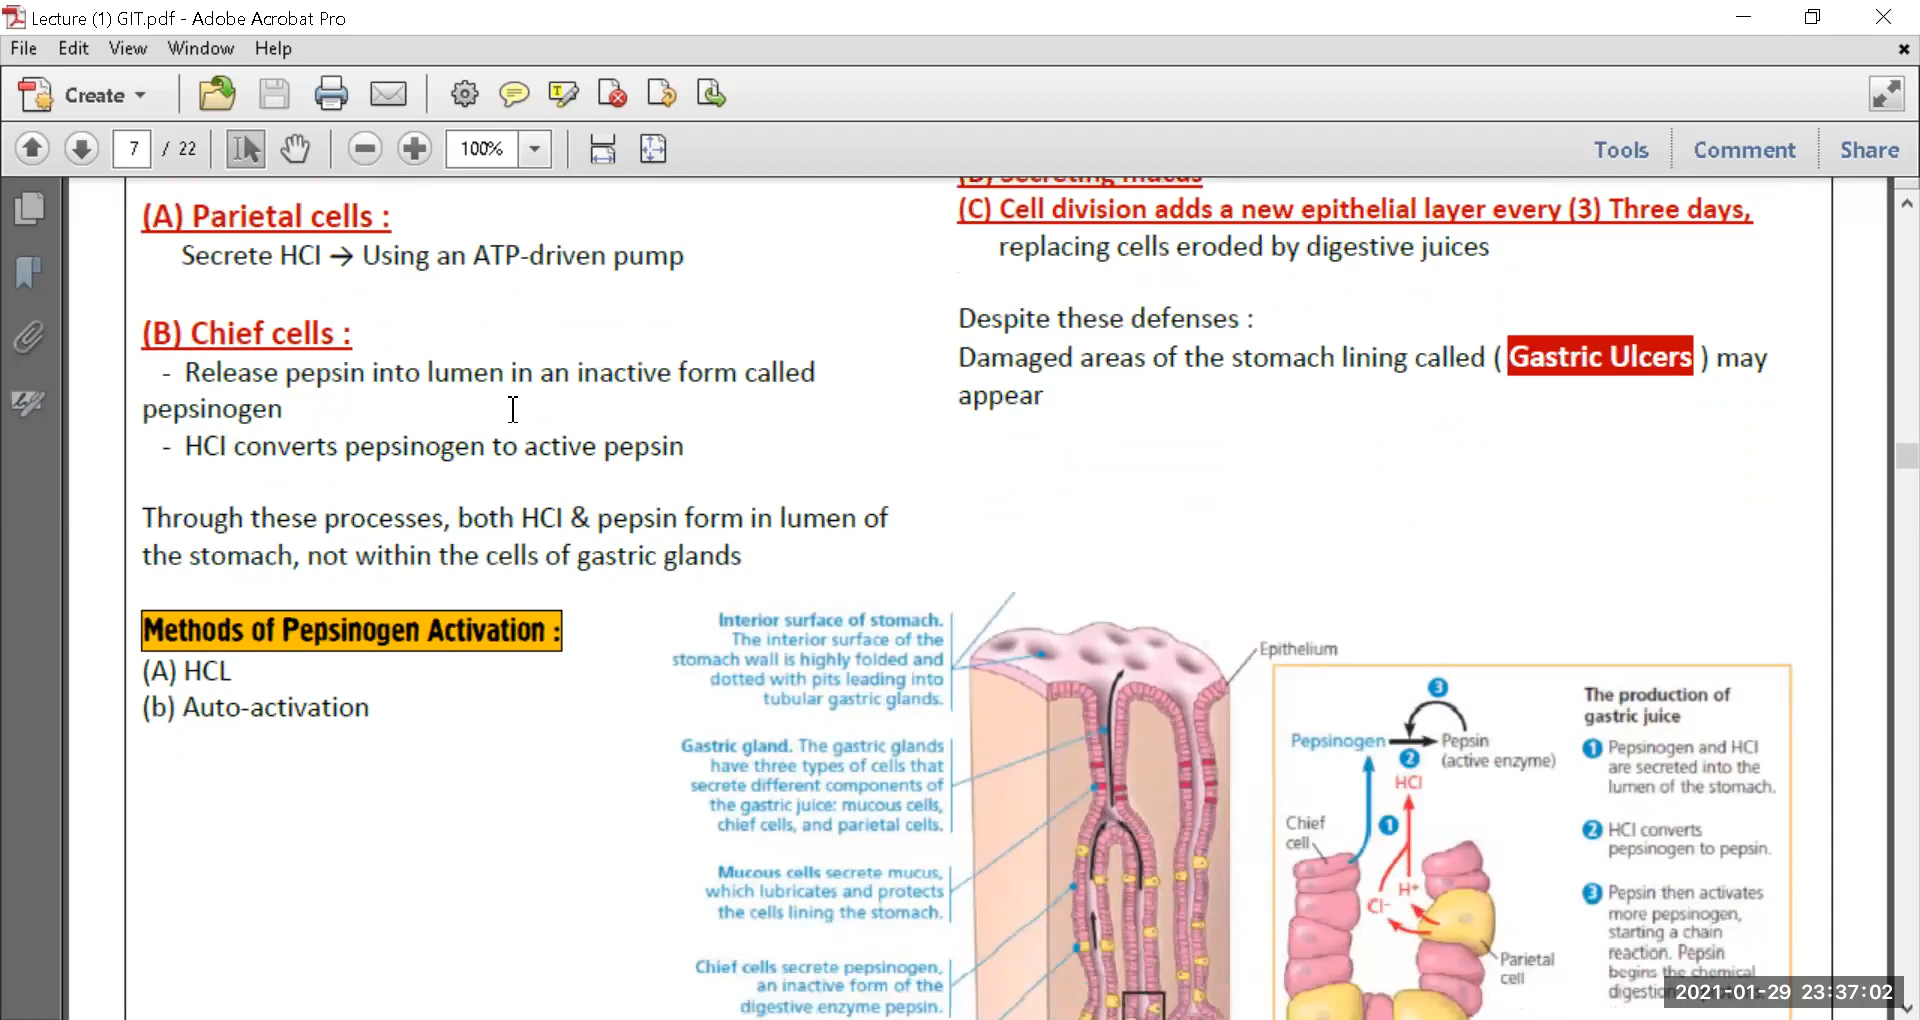 Lecture (1) GIT.pdf - Adobe Acrobat Pro
File Edit View Window Help
Create
7 / 22 100% Tools Comment Share
(A) Parietal cells :
Secrete HCl → Using an ATP-driven pump
(B) Chief cells :
- Release pepsin into lumen in an inactive form called
pepsinogen
- HCl converts pepsinogen to active pepsin
Through these processes, both HCl & pepsin form in lumen of
the stomach, not within the cells of gastric glands
Methods of Pepsinogen Activation :
(A) HCL
(b) Auto-activation
Secreting mucus
(C) Cell division adds a new epithelial layer every (3) Three days,
replacing cells eroded by digestive juices
Despite these defenses :
Damaged areas of the stomach lining called ( Gastric Ulcers ) may
appear
Interior surface of stomach.
The interior surface of the
stomach wall is highly folded and
dotted with pits leading into
tubular gastric glands.
Gastric gland. The gastric glands
have three types of cells that
secrete different components of
the gastric juice: mucous cells,
chief cells, and parietal cells.
Mucous cells secrete mucus,
which lubricates and protects
the cells lining the stomach.
Chief cells secrete pepsinogen,
an inactive form of the
digestive enzyme pepsin.
Epithelium
3
Pepsinogen Pepsin
(active enzyme)
2
HCl
Chief
cell
1
H+
Cl-
Parietal
cell
The production of
gastric juice
1 Pepsinogen and HCl
are secreted into the
lumen of the stomach.
2 HCl converts
pepsinogen to pepsin.
3 Pepsin then activates
more pepsinogen,
starting a chain
reaction. Pepsin
begins the chemical
2021-01-29 23:37:02